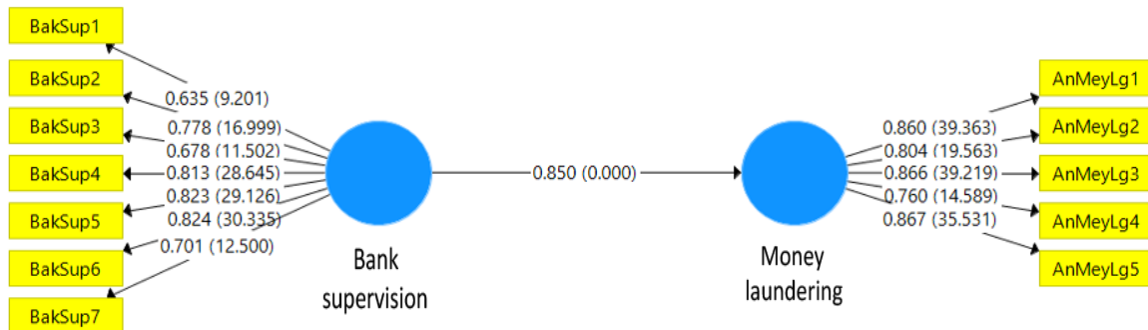 BakSup1
BakSup2
BakSup3
BakSup4
BakSup5
BakSup6
BakSup7
0.635 (9.201)
0.778 (16.999)
0.678 (11.502)
0.813 (28.645)
0.823 (29.126)
0.824 (30.335)
0.701 (12.500)
Bank
supervision
0.850 (0.000)
Money
laundering
0.860 (39.363)
0.804 (19.563)
0.866 (39.219)
0.760 (14.589)
0.867 (35.531)
AnMeyLg1
AnMeyLg2
AnMeyLg3
AnMeyLg4
AnMeyLg5